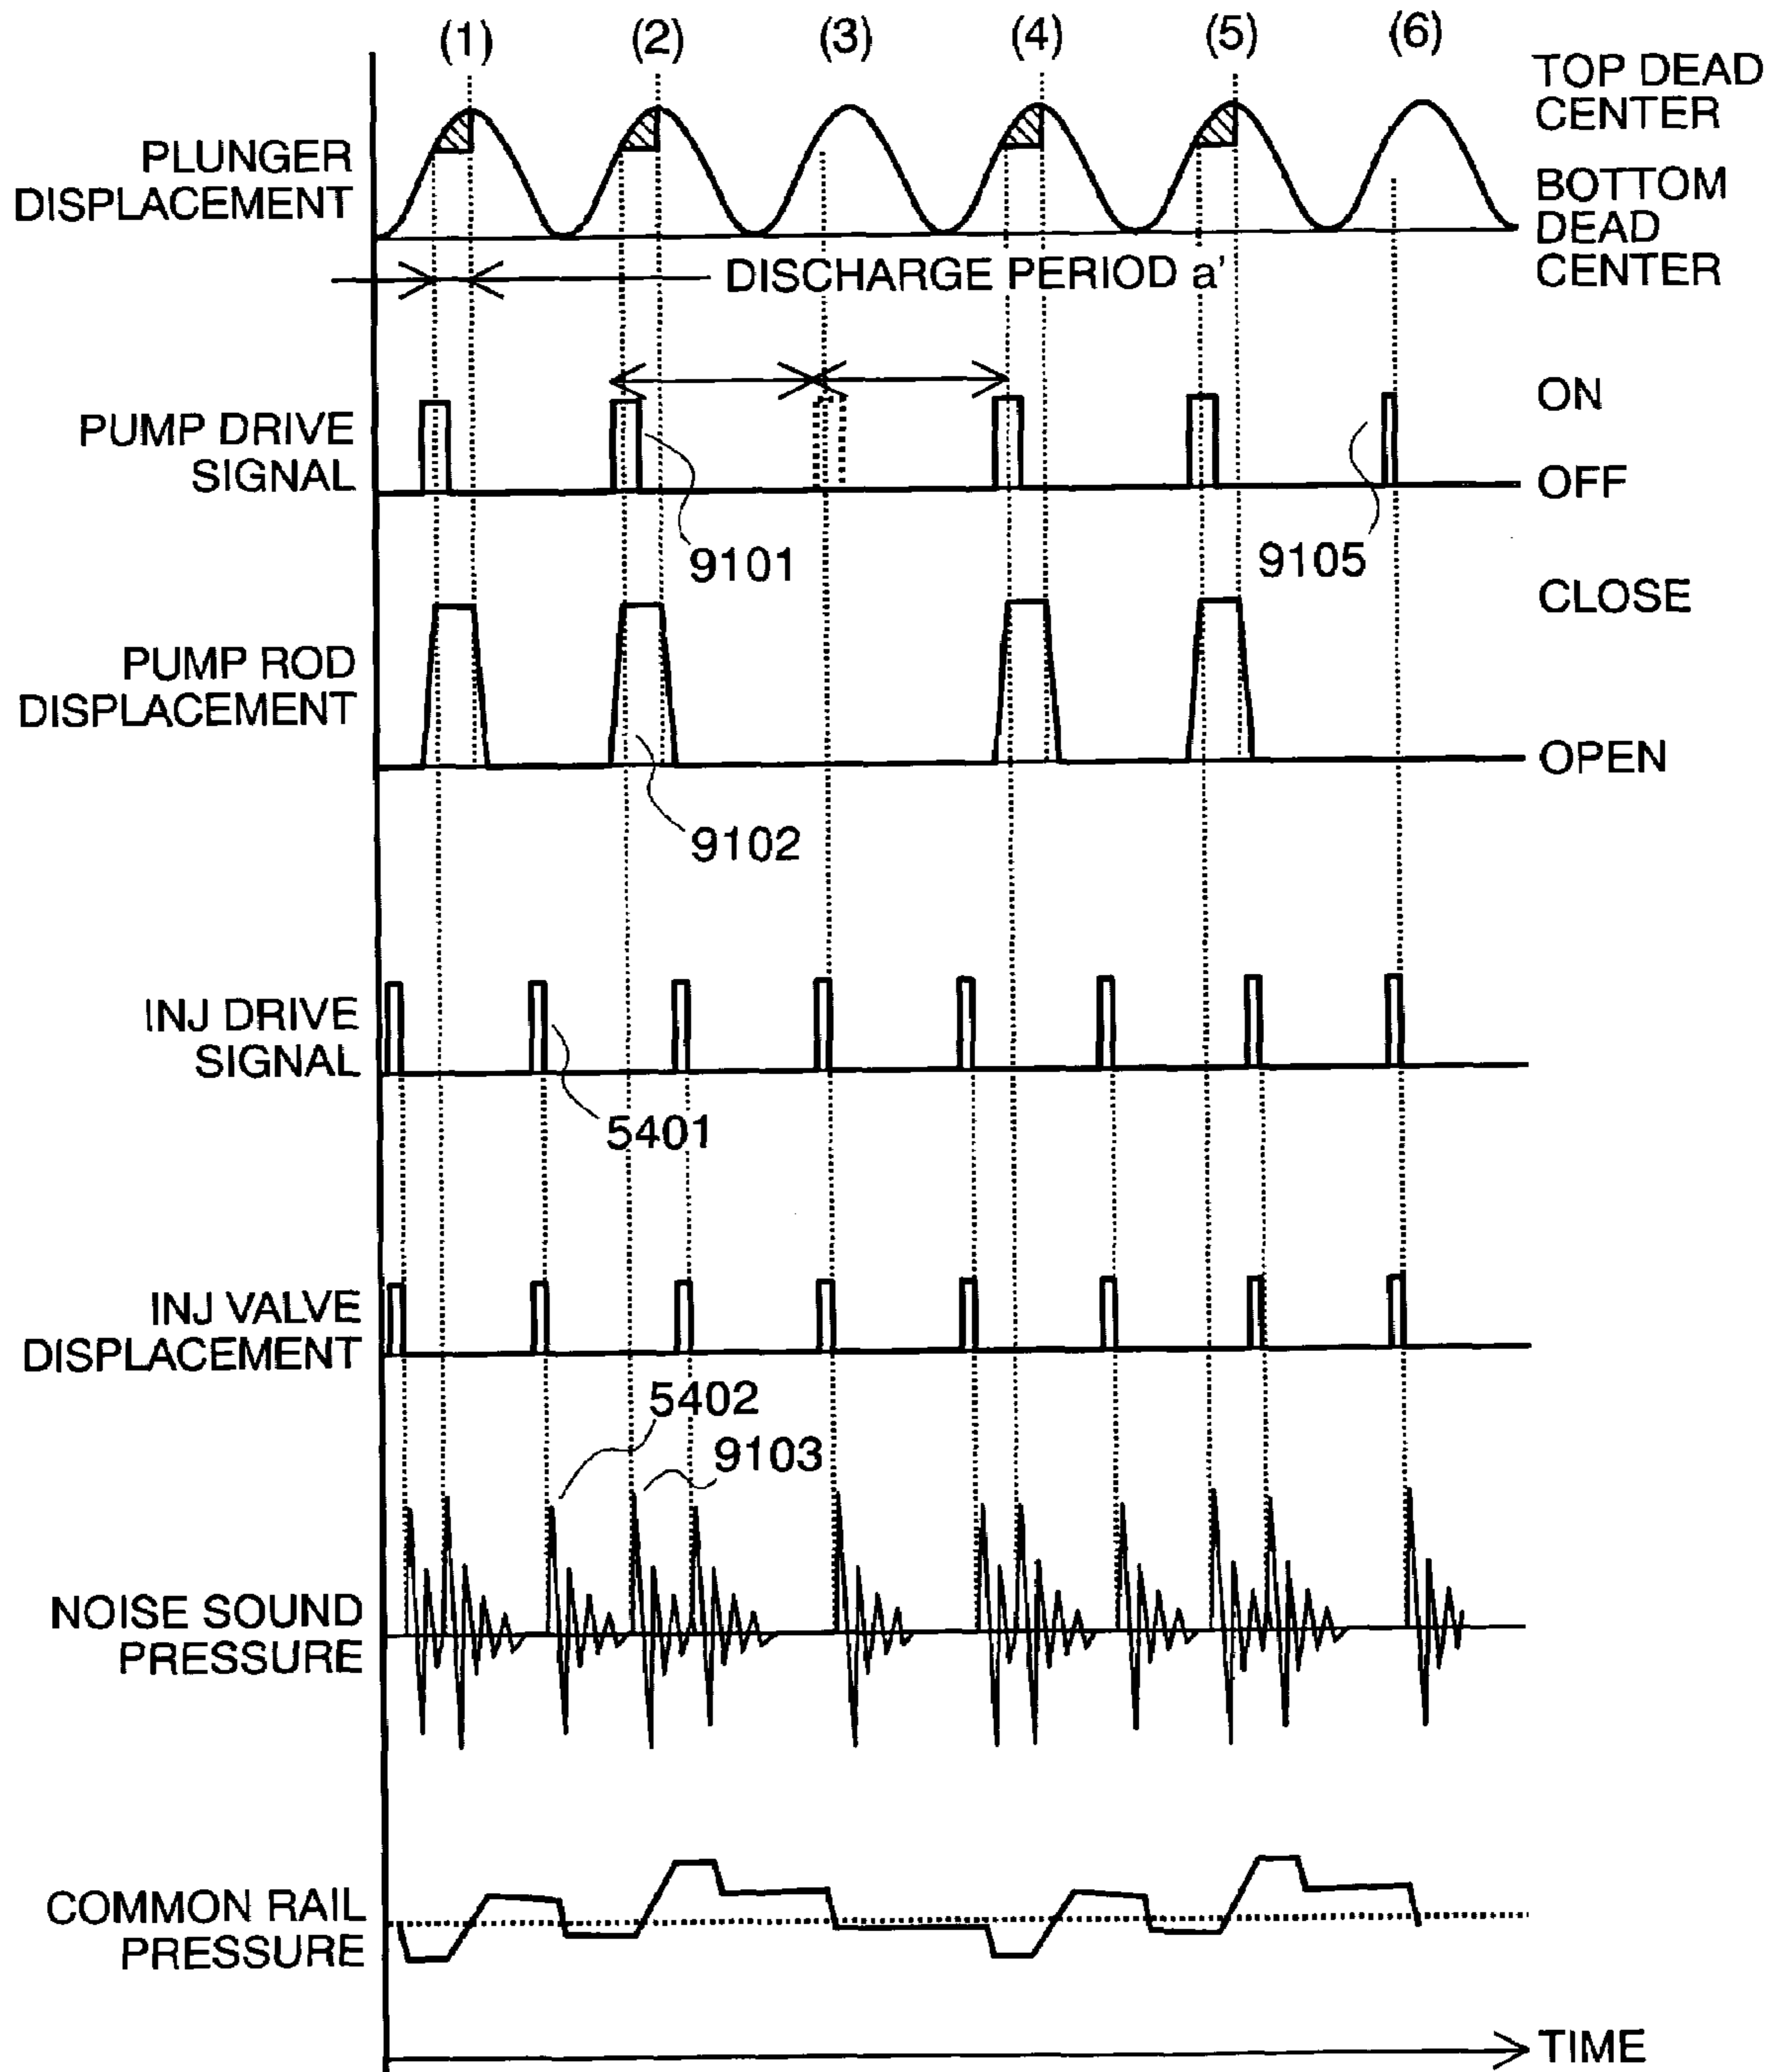 (1) (2) (3) (4) (5) (6)
TOP DEAD
CENTER
PLUNGER
DISPLACEMENT
BOTTOM
DEAD
CENTER
DISCHARGE PERIOD a'
ON
PUMP DRIVE
SIGNAL
OFF
9101
9105
CLOSE
PUMP ROD
DISPLACEMENT
OPEN
9102
INJ DRIVE
SIGNAL
5401
INJ VALVE
DISPLACEMENT
5402
9103
NOISE SOUND
PRESSURE
COMMON RAIL
PRESSURE
TIME